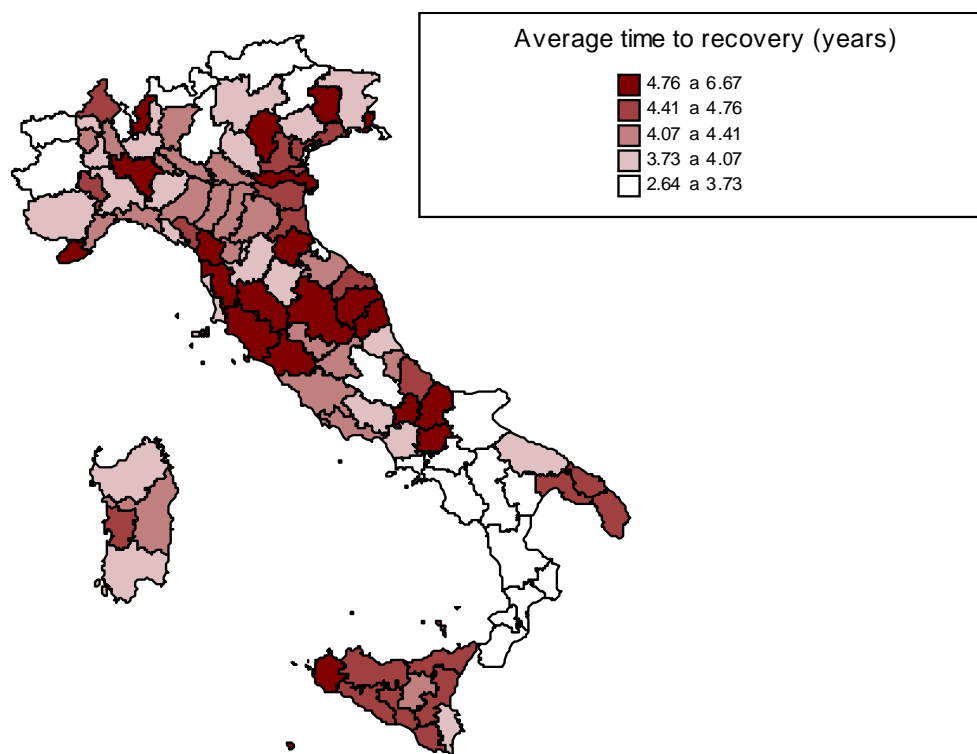 Average time to recovery (years)
4.76 a 6.67
4.41 a 4.76
4.07 a 4.41
3.73 a 4.07
2.64 a 3.73